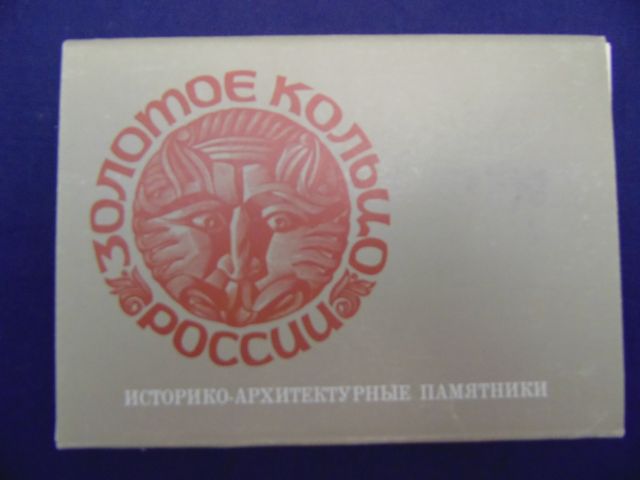 ЗОЛОТОЕ КОЛЬЦО
РОССИИ
ИСТОРИКО-АРХИТЕКТУРНЫЕ ПАМЯТНИКИ